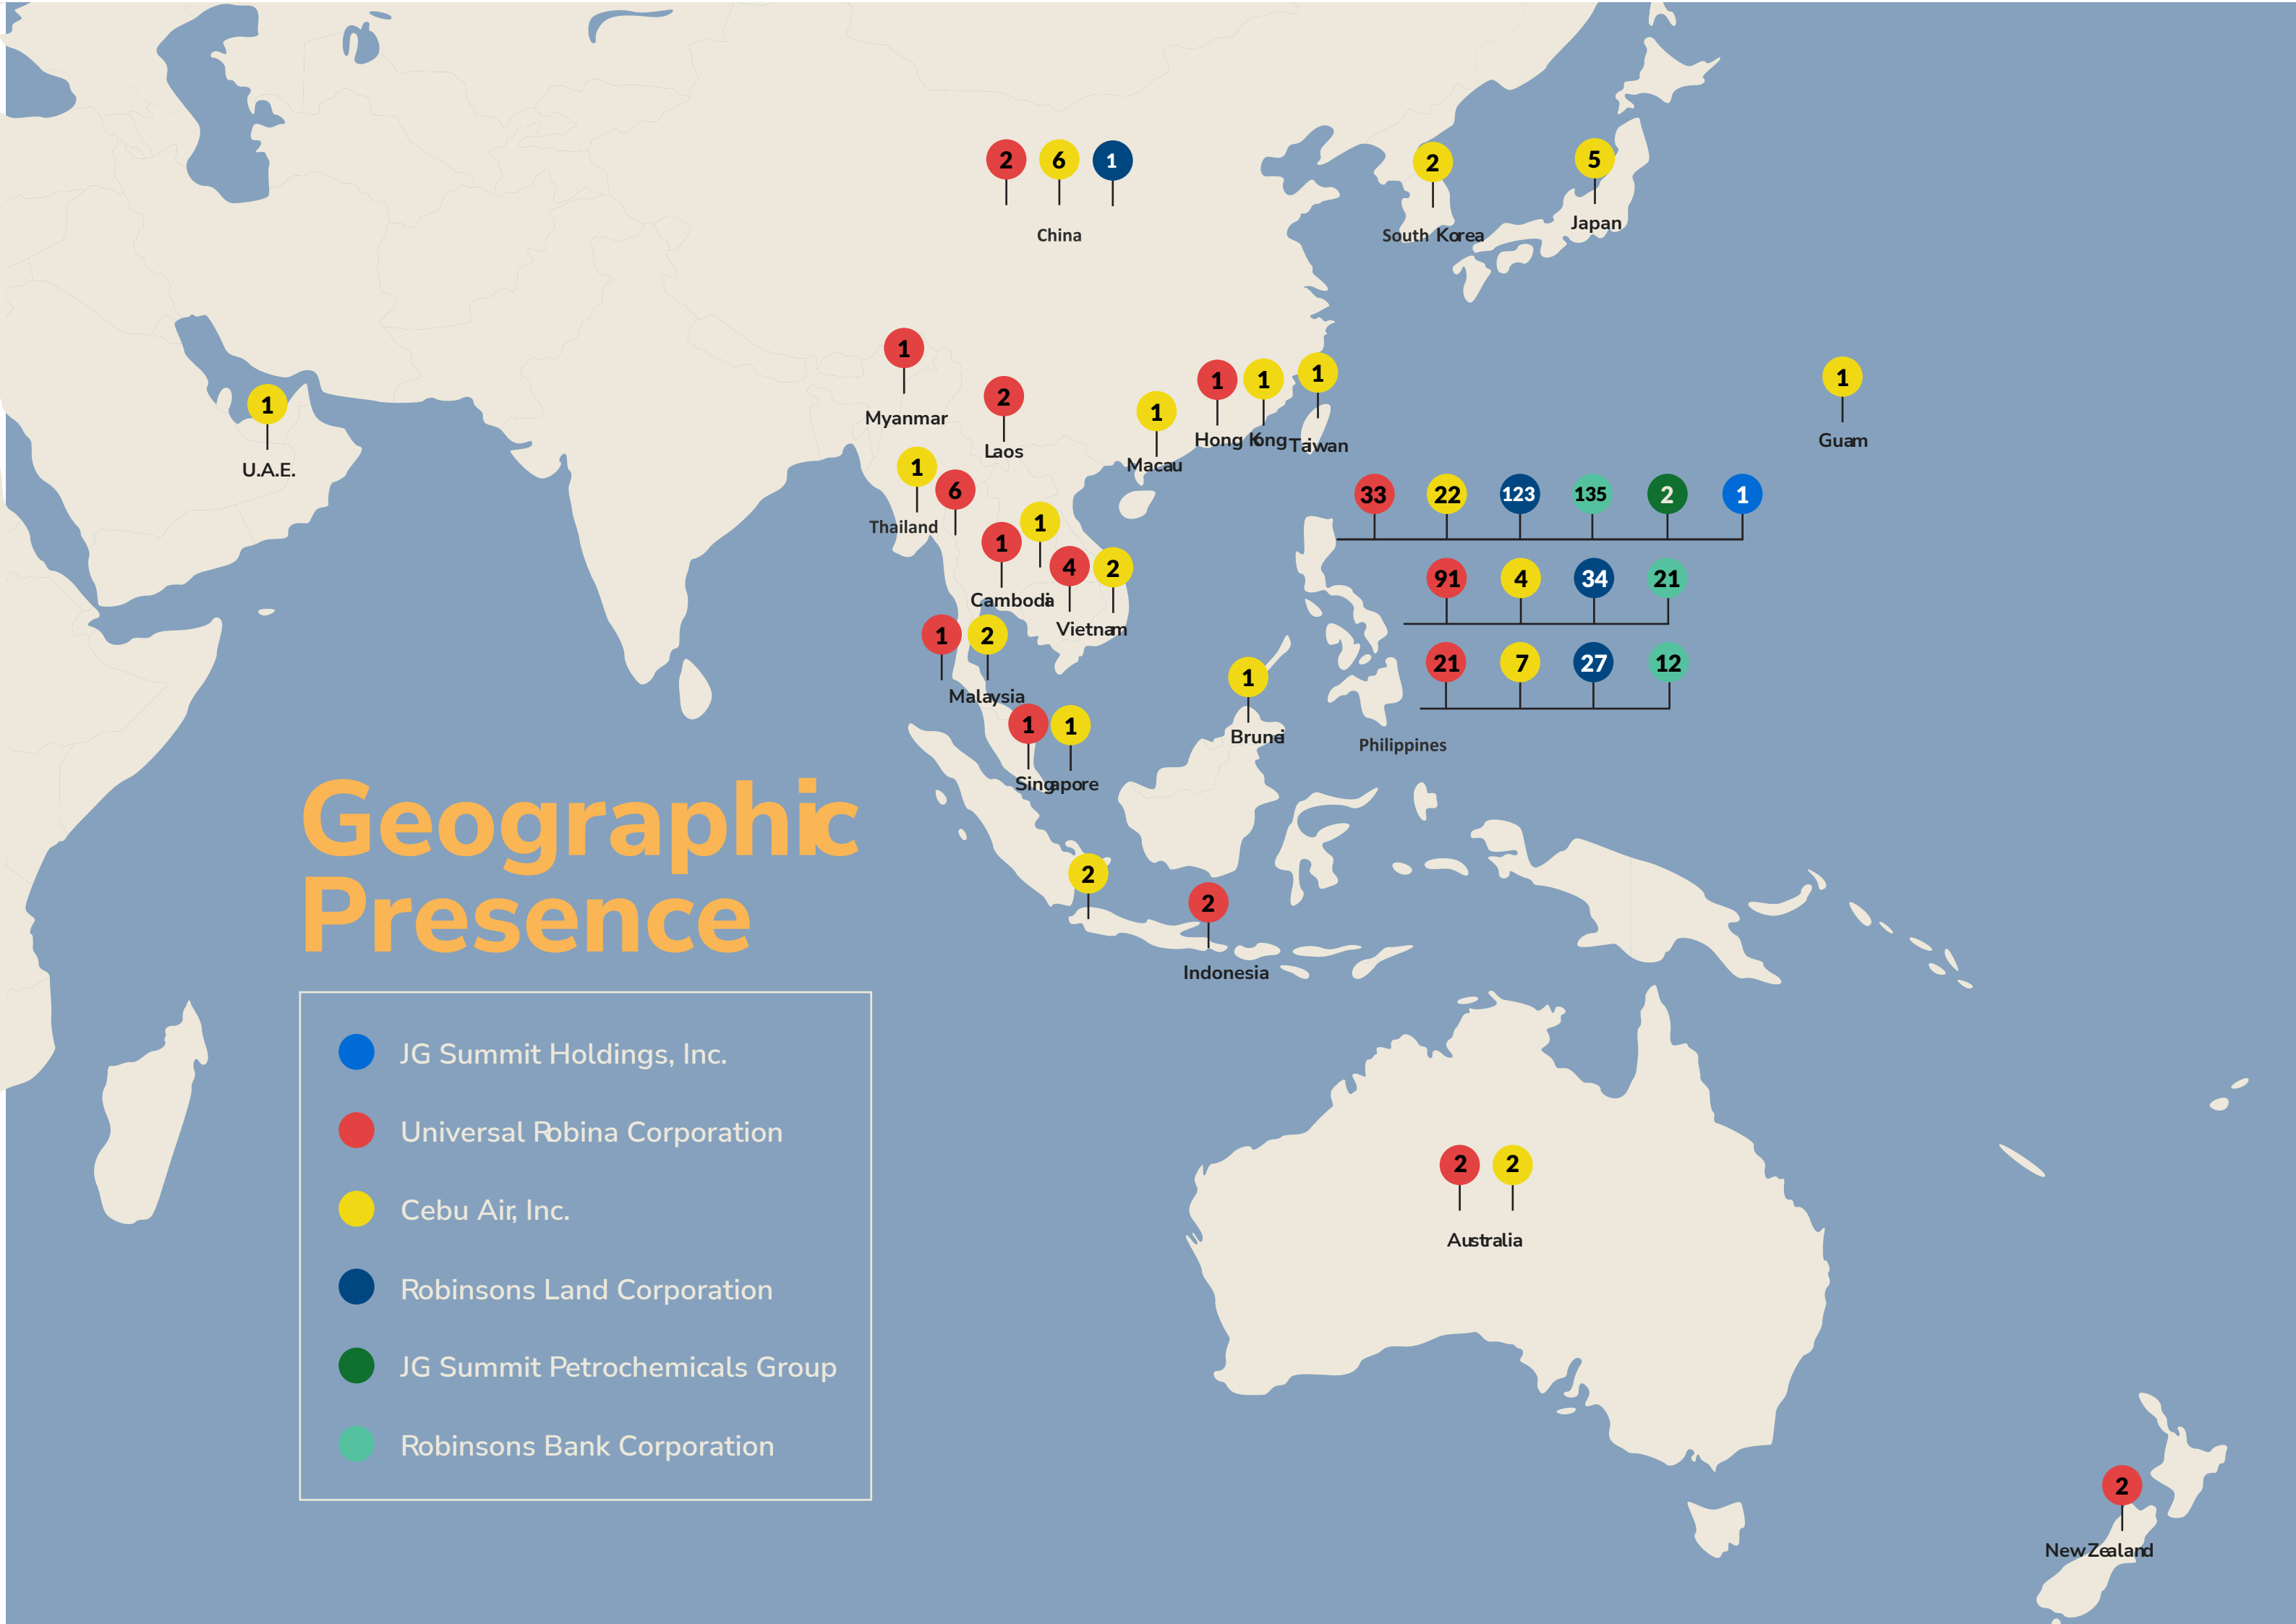 2 6 1
China
2
South Korea
5
Japan
1
Myanmar
2
Laos
1
U.A.E.
1
Macau
1 1
Hong Kong
1
Taiwan
1
Guam
1 6
Thailand
1 1
Cambodia
4 2
Vietnam
33 22 123 135 2 1
91 4 34 21
21 7 27 12
Philippines
1 2
Malaysia
1 1
Singapore
1
Brunei
2 2
Indonesia
Geographic
Presence
JG Summit Holdings, Inc.
Universal Robina Corporation
Cebu Air, Inc.
Robinsons Land Corporation
JG Summit Petrochemicals Group
Robinsons Bank Corporation
2 2
Australia
2
New Zealand